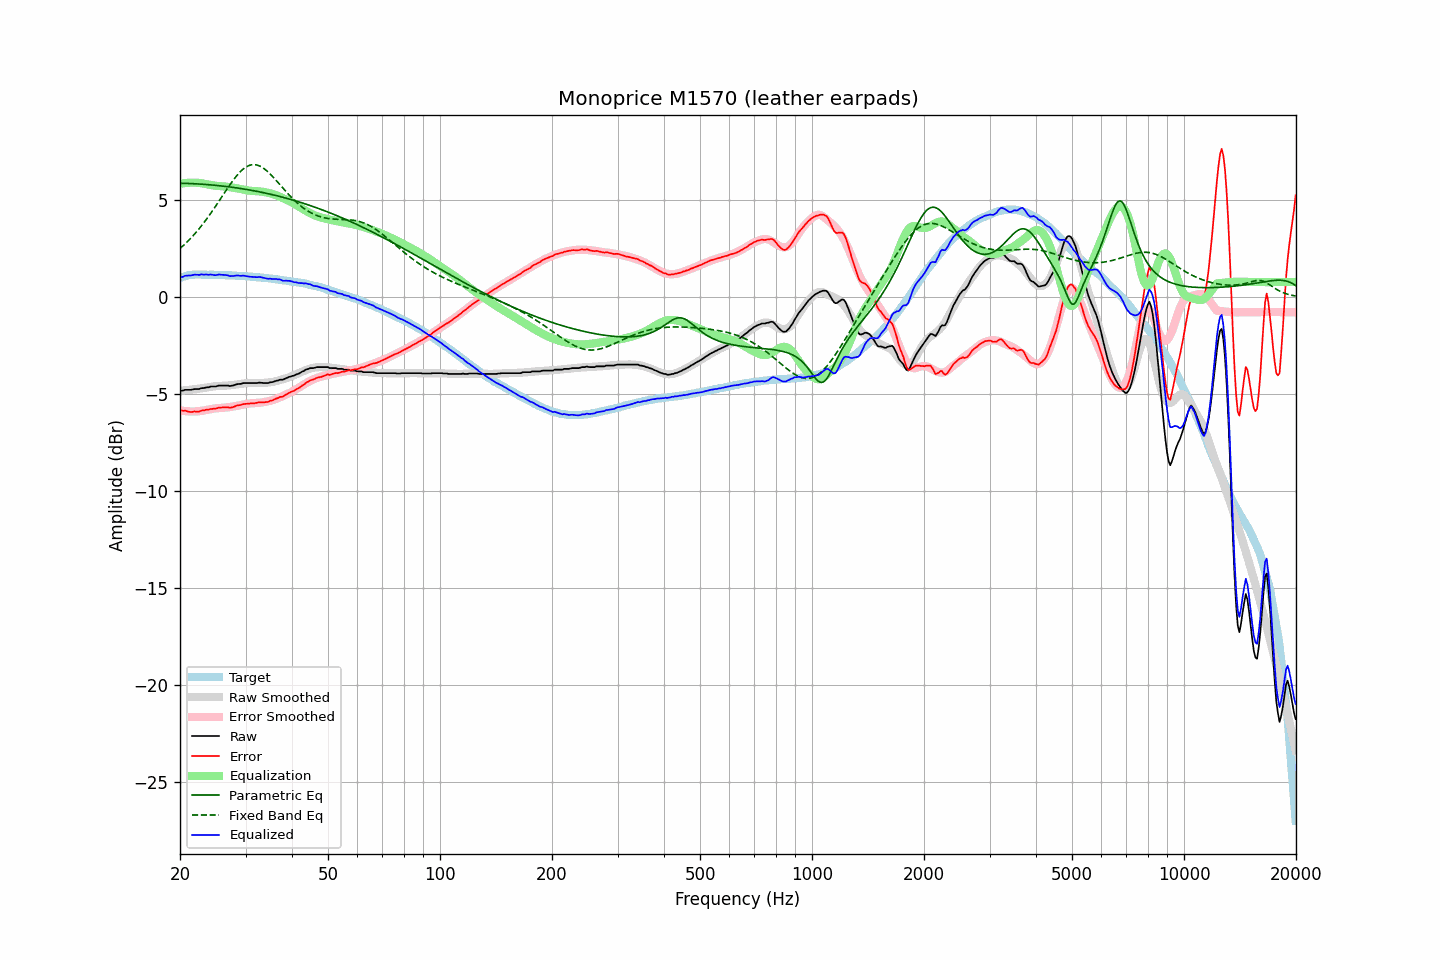 Monoprice M1570 (leather earpads)
Amplitude (dBr)
5
0
−5
−10
−15
−20
−25
Target
Raw Smoothed
Error Smoothed
Raw
Error
Equalization
Parametric Eq
Fixed Band Eq
Equalized
20 50 100 200 500 1000 2000 5000 10000 20000
Frequency (Hz)